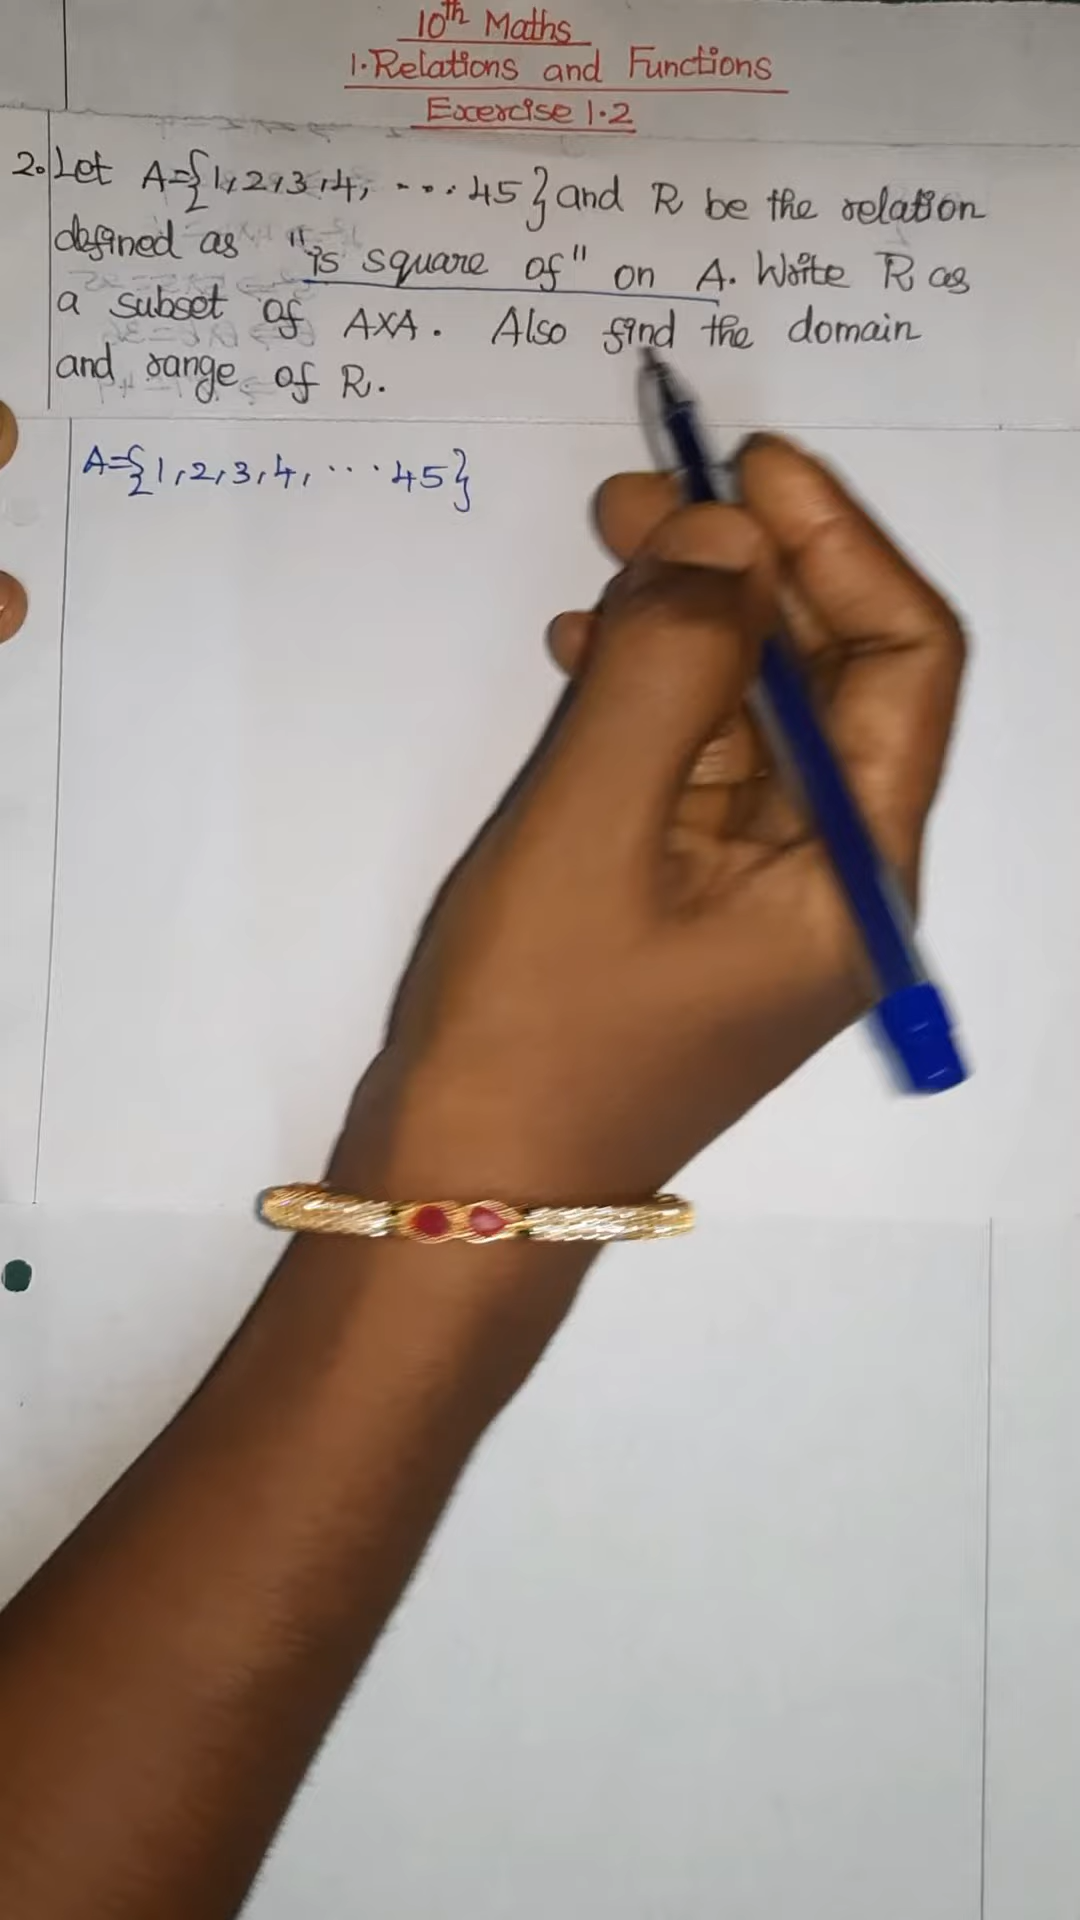 10th Maths
1. Relations and Functions
Exercise 1.2
2. Let A={1,2,3,4, .... 45} and R be the relation
defined as "is square of" on A. Write R as
a subset of A×A. Also find the domain
and range of R.
A={1,2,3,4, ... 45}